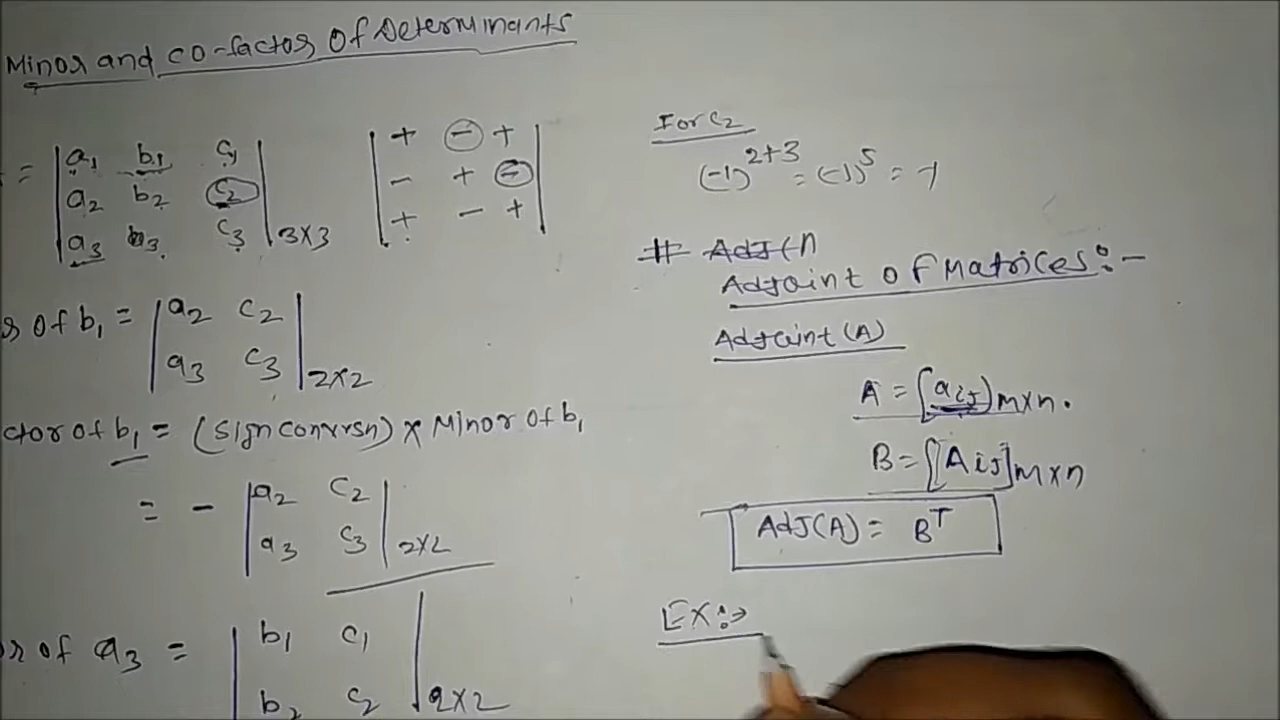 Minor and co-factor of Determinants
= | a1 b1 c1 | 3x3
| a2 b2 c2 |
| a3 b3 c3 |
| + - + |
| - + - |
| + - + |
r of b1 = | a2 c2 | 2x2
| a3 c3 |
ctor of b1 = (sign convrsn) x Minor of b1
= - | a2 c2 | 2x2
| a3 c3 |
or of a3 = | b1 c1 | 2x2
| b2 c2 |
For c2
(-1)^2+3 = (-1)^5 = -1
# Adj(n
Adjoint of Matrices:-
Adjoint (A)
A = [aij]mxn.
B = [Aij]mxn
Adj(A) = B^T
Ex:→